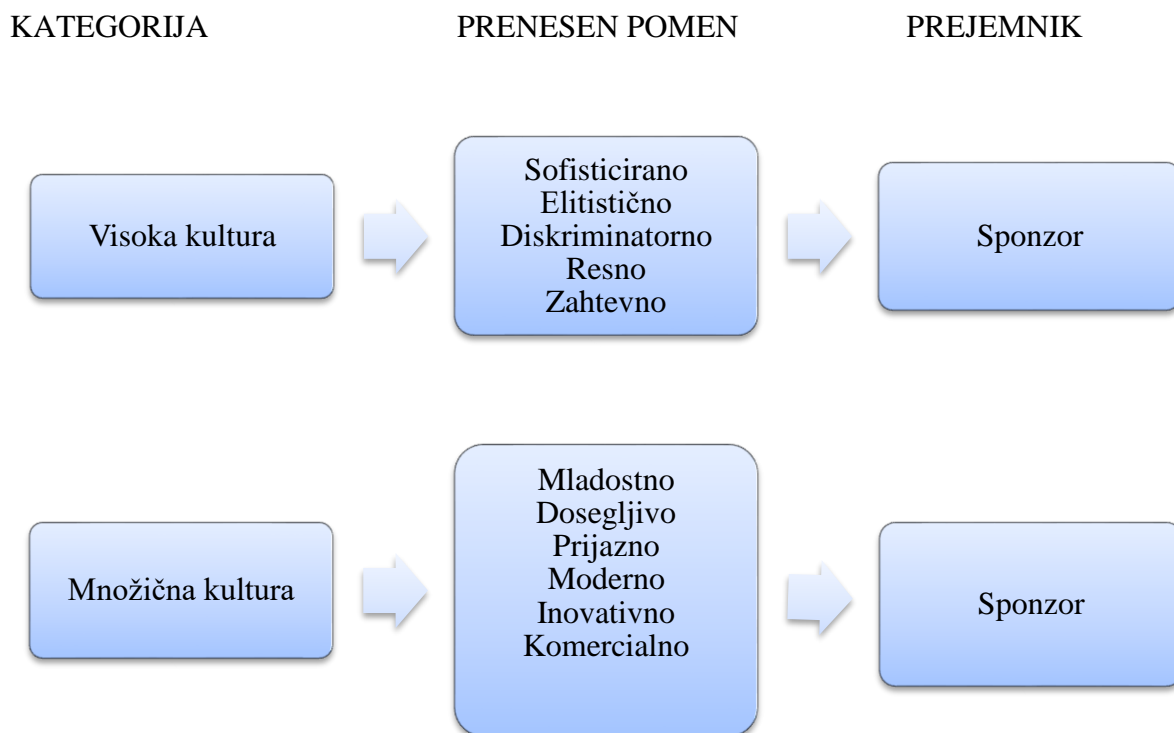 KATEGORIJA PRENESEN POMEN PREJEMNIK
Visoka kultura
Sofisticirano
Elitistično
Diskriminatorno
Resno
Zahtevno
Sponzor
Množična kultura
Mladostno
Dosegljivo
Prijazno
Moderno
Inovativno
Komercialno
Sponzor